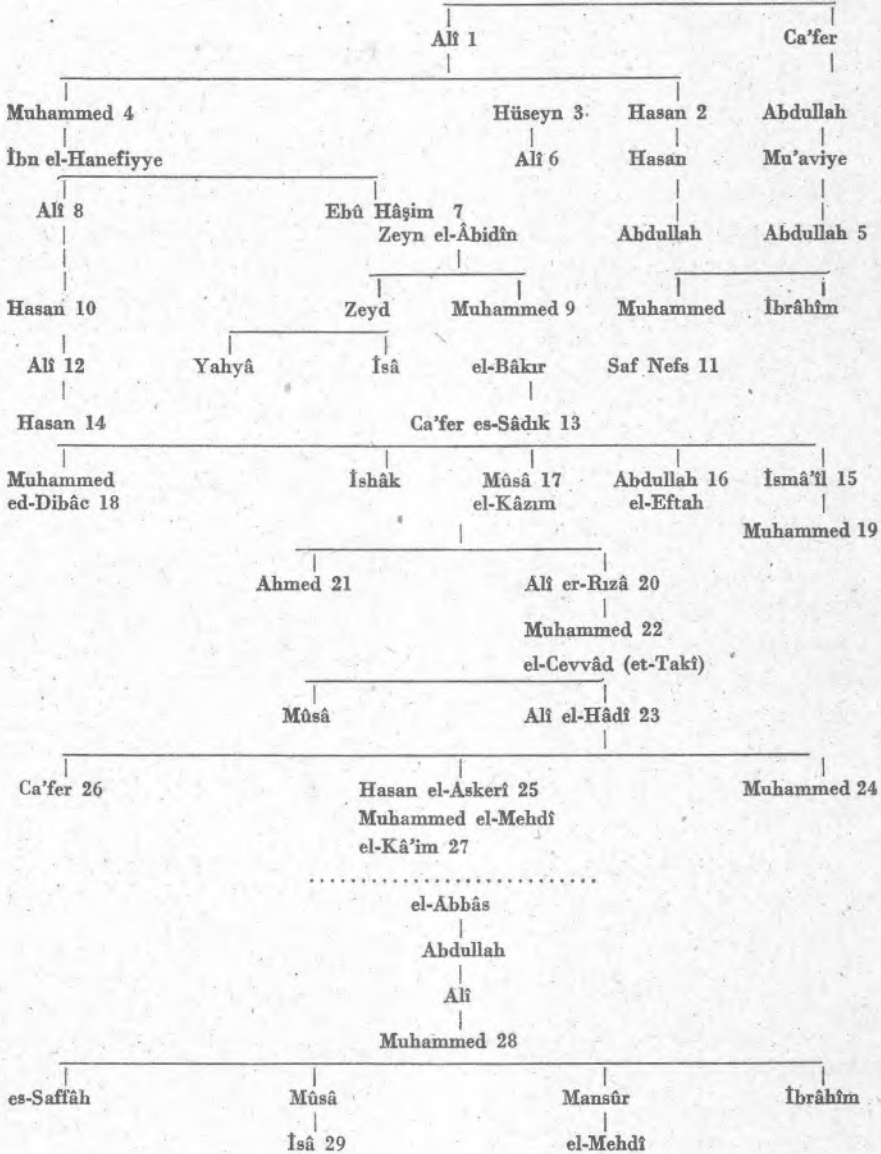 Alî 1 Ca'fer
Muhammed 4 Hüseyn 3 Hasan 2 Abdullah
İbn el-Hanefiyye Alî 6 Hasan Mu'aviye
Alî 8 Ebû Hâşim 7
Zeyn el-Âbidîn Abdullah Abdullah 5
Hasan 10 Zeyd Muhammed 9 Muhammed İbrâhîm
Alî 12 Yahyâ İsâ el-Bâkır Saf Nefs 11
Hasan 14 Ca'fer es-Sâdık 13
Muhammed İshâk Mûsâ 17 Abdullah 16 İsmâ'îl 15
ed-Dibâc 18 el-Kâzım el-Eftah
Muhammed 19
Ahmed 21 Alî er-Rızâ 20
Muhammed 22
el-Cevvâd (et-Takî)
Mûsâ Alî el-Hâdî 23
Ca'fer 26 Hasan el-Askerî 25 Muhammed 24
Muhammed el-Mehdî
el-Kâ'im 27
el-Abbâs
Abdullah
Alî
Muhammed 28
es-Saffâh Mûsâ Mansûr İbrâhîm
İsâ 29 el-Mehdî